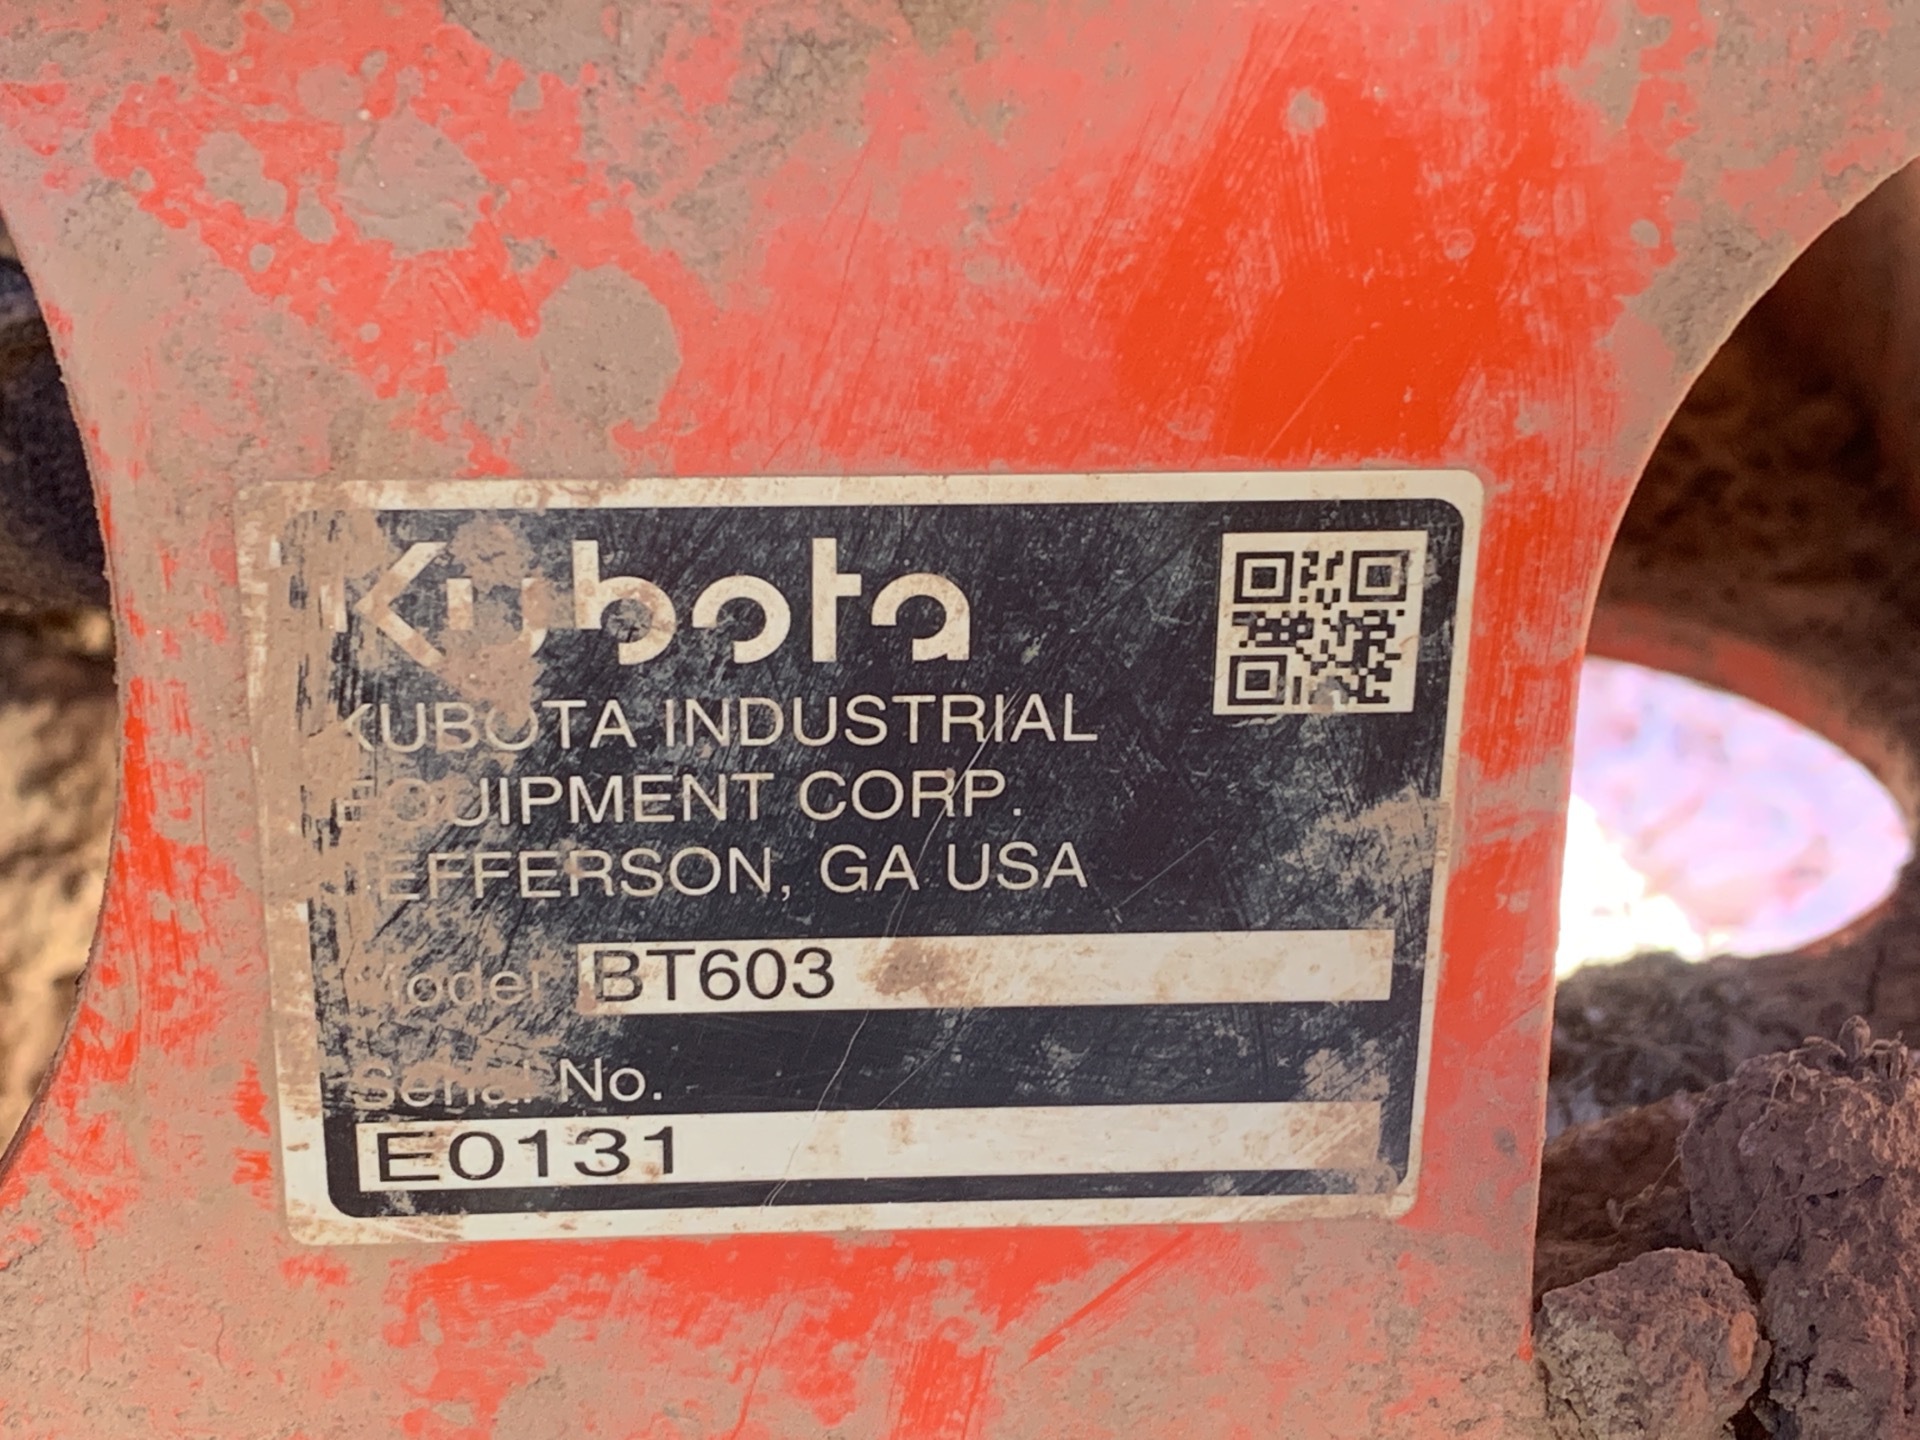 Kubota
KUBOTA INDUSTRIAL
EQUIPMENT CORP.
JEFFERSON, GA USA
Model BT603
Serial No.
E0131